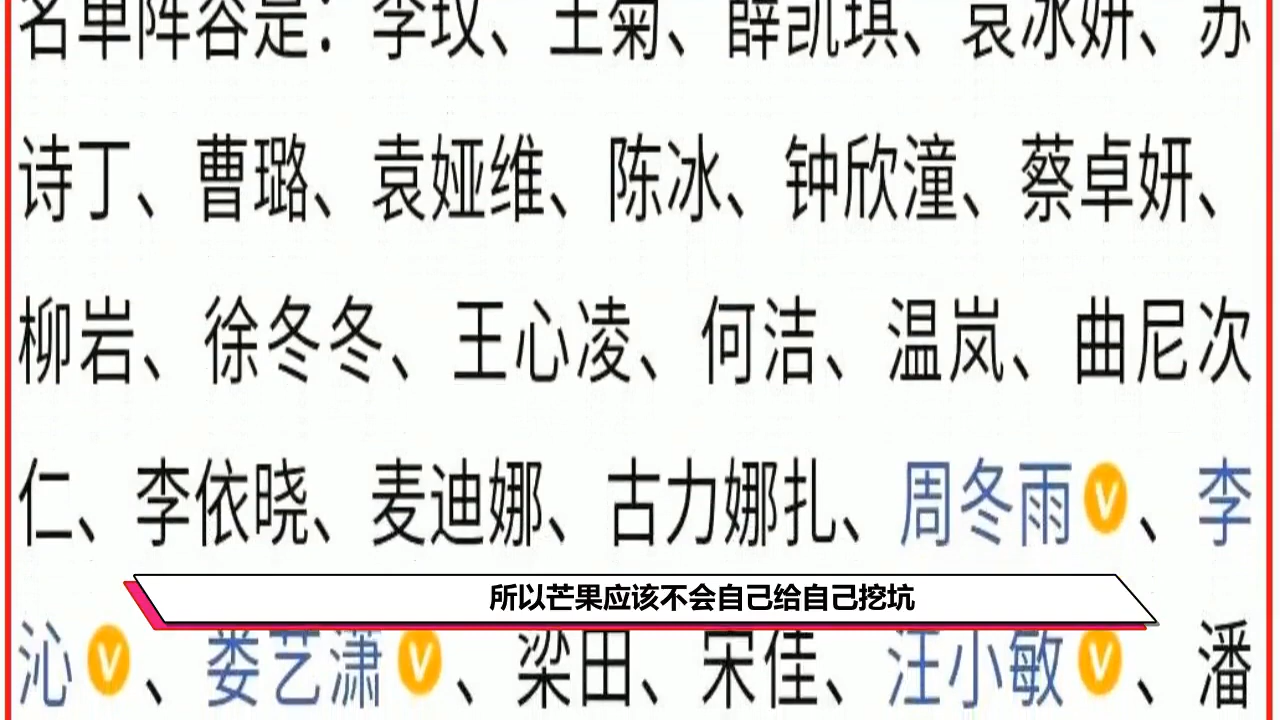 名单阵容是：李玟、王菊、薛凯琪、袁冰妍、苏
诗丁、曹璐、袁娅维、陈冰、钟欣潼、蔡卓妍、
柳岩、徐冬冬、王心凌、何洁、温岚、曲尼次
仁、李依晓、麦迪娜、古力娜扎、周冬雨V、李
所以芒果应该不会自己给自己挖坑
沁V、娄艺潇V、梁田、宋佳、汪小敏V、潘